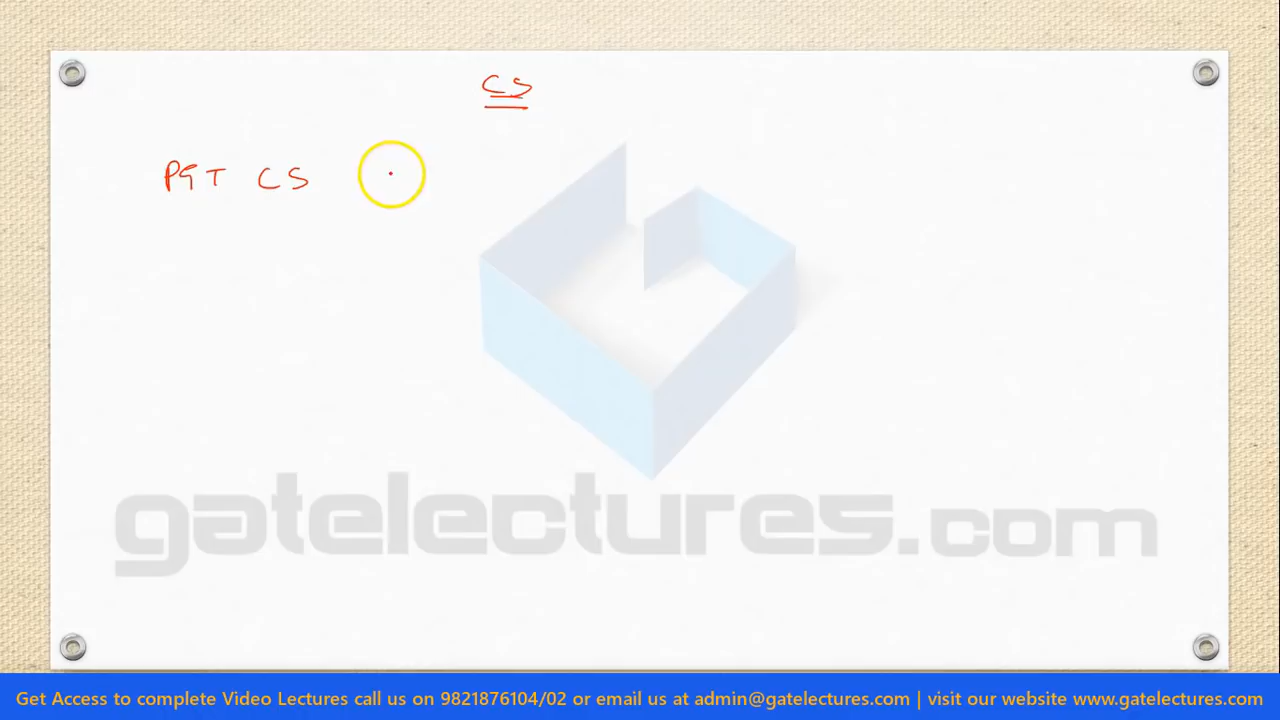 CS
PGT CS
gatelectures.com
Get Access to complete Video Lectures call us on 9821876104/02 or email us at admin@gatelectures.com | visit our website www.gatelectures.com